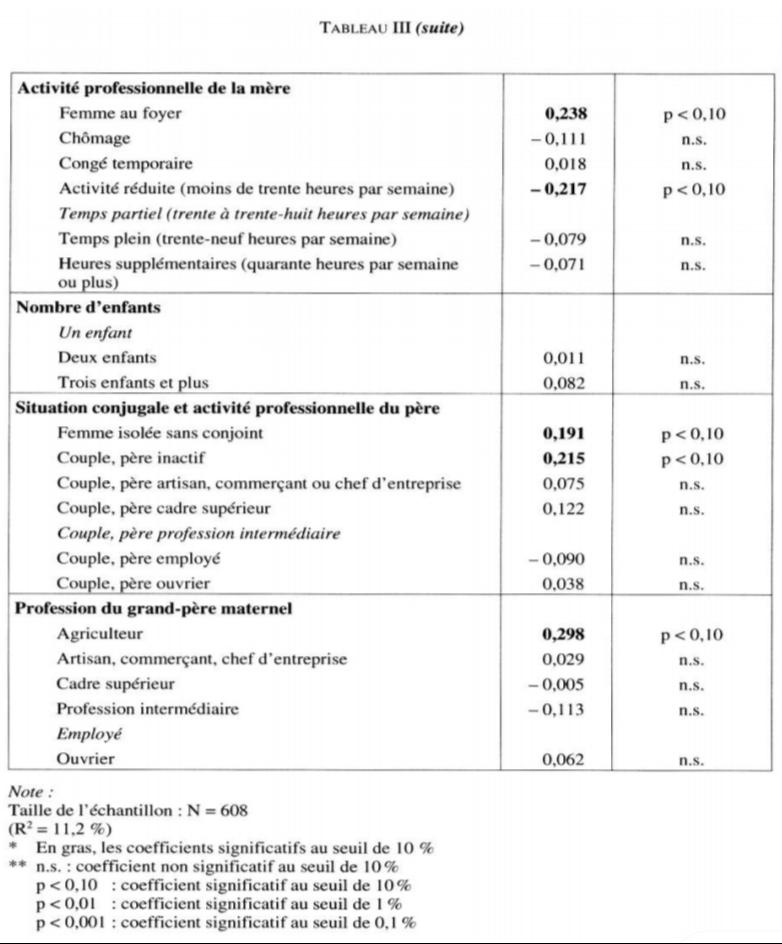 TABLEAU III (suite)
Activité professionnelle de la mère
Femme au foyer 0,238 p < 0,10
Chômage – 0,111 n.s.
Congé temporaire 0,018 n.s.
Activité réduite (moins de trente heures par semaine) – 0,217 p < 0,10
Temps partiel (trente à trente-huit heures par semaine)
Temps plein (trente-neuf heures par semaine) – 0,079 n.s.
Heures supplémentaires (quarante heures par semaine – 0,071 n.s.
ou plus)
Nombre d'enfants
Un enfant
Deux enfants 0,011 n.s.
Trois enfants et plus 0,082 n.s.
Situation conjugale et activité professionnelle du père
Femme isolée sans conjoint 0,191 p < 0,10
Couple, père inactif 0,215 p < 0,10
Couple, père artisan, commerçant ou chef d'entreprise 0,075 n.s.
Couple, père cadre supérieur 0,122 n.s.
Couple, père profession intermédiaire
Couple, père employé – 0,090 n.s.
Couple, père ouvrier 0,038 n.s.
Profession du grand-père maternel
Agriculteur 0,298 p < 0,10
Artisan, commerçant, chef d'entreprise 0,029 n.s.
Cadre supérieur – 0,005 n.s.
Profession intermédiaire – 0,113 n.s.
Employé
Ouvrier 0,062 n.s.
Note :
Taille de l'échantillon : N = 608
(R² = 11,2 %)
* En gras, les coefficients significatifs au seuil de 10 %
** n.s. : coefficient non significatif au seuil de 10 %
p < 0,10 : coefficient significatif au seuil de 10 %
p < 0,01 : coefficient significatif au seuil de 1 %
p < 0,001 : coefficient significatif au seuil de 0,1 %